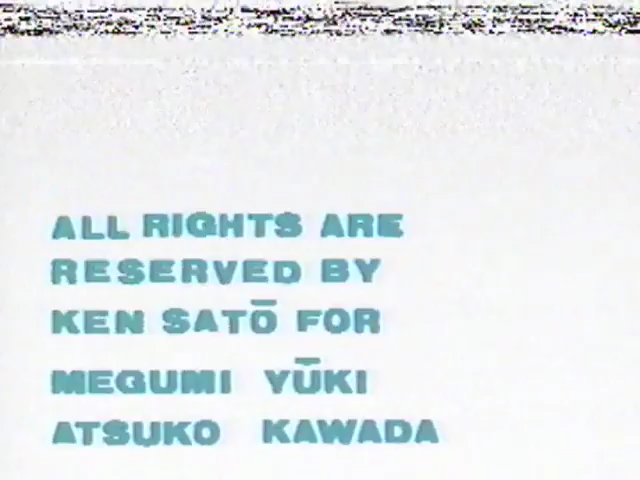 ALL RIGHTS ARE
RESERVED BY
KEN SATŌ FOR
MEGUMI YŪKI
ATSUKO KAWADA